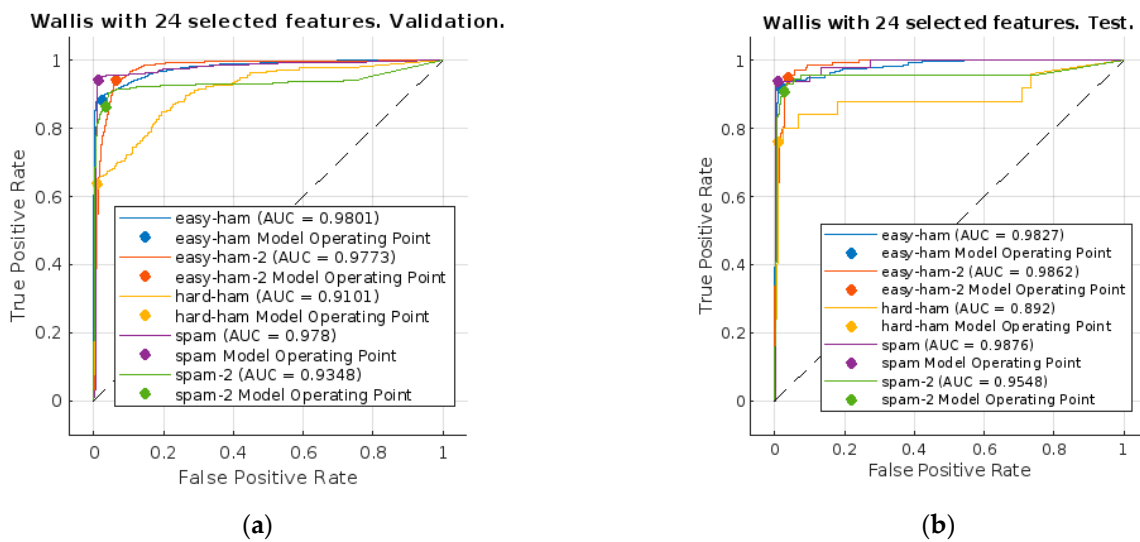 Wallis with 24 selected features. Validation.
1
0.8
0.6
0.4
0.2
0
True Positive Rate
easy-ham (AUC = 0.9801)
easy-ham Model Operating Point
easy-ham-2 (AUC = 0.9773)
easy-ham-2 Model Operating Point
hard-ham (AUC = 0.9101)
hard-ham Model Operating Point
spam (AUC = 0.978)
spam Model Operating Point
spam-2 (AUC = 0.9348)
spam-2 Model Operating Point
0 0.2 0.4 0.6 0.8 1
False Positive Rate
(a)
Wallis with 24 selected features. Test.
1
0.8
0.6
0.4
0.2
0
True Positive Rate
easy-ham (AUC = 0.9827)
easy-ham Model Operating Point
easy-ham-2 (AUC = 0.9862)
easy-ham-2 Model Operating Point
hard-ham (AUC = 0.892)
hard-ham Model Operating Point
spam (AUC = 0.9876)
spam Model Operating Point
spam-2 (AUC = 0.9548)
spam-2 Model Operating Point
0 0.2 0.4 0.6 0.8 1
False Positive Rate
(b)